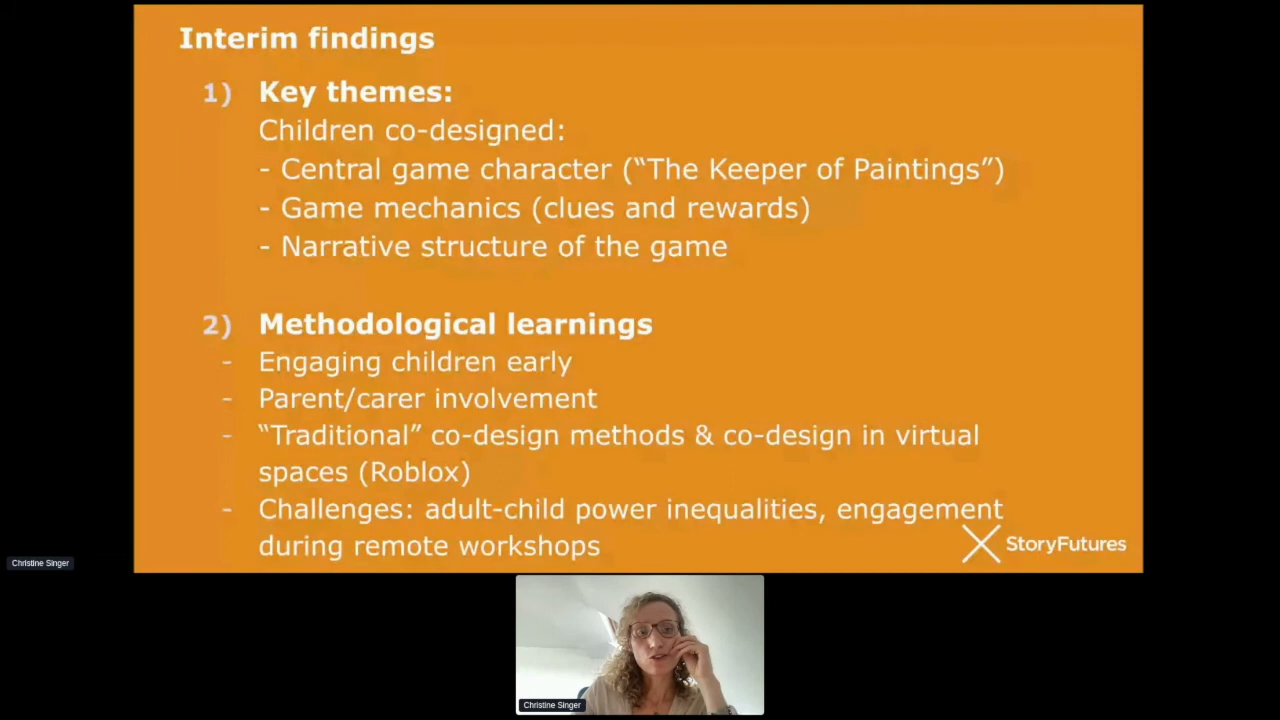 Interim findings
1) Key themes:
Children co-designed:
- Central game character (“The Keeper of Paintings”)
- Game mechanics (clues and rewards)
- Narrative structure of the game
2) Methodological learnings
- Engaging children early
- Parent/carer involvement
- “Traditional” co-design methods & co-design in virtual
spaces (Roblox)
- Challenges: adult-child power inequalities, engagement
during remote workshops
StoryFutures
Christine Singer
Christine Singer